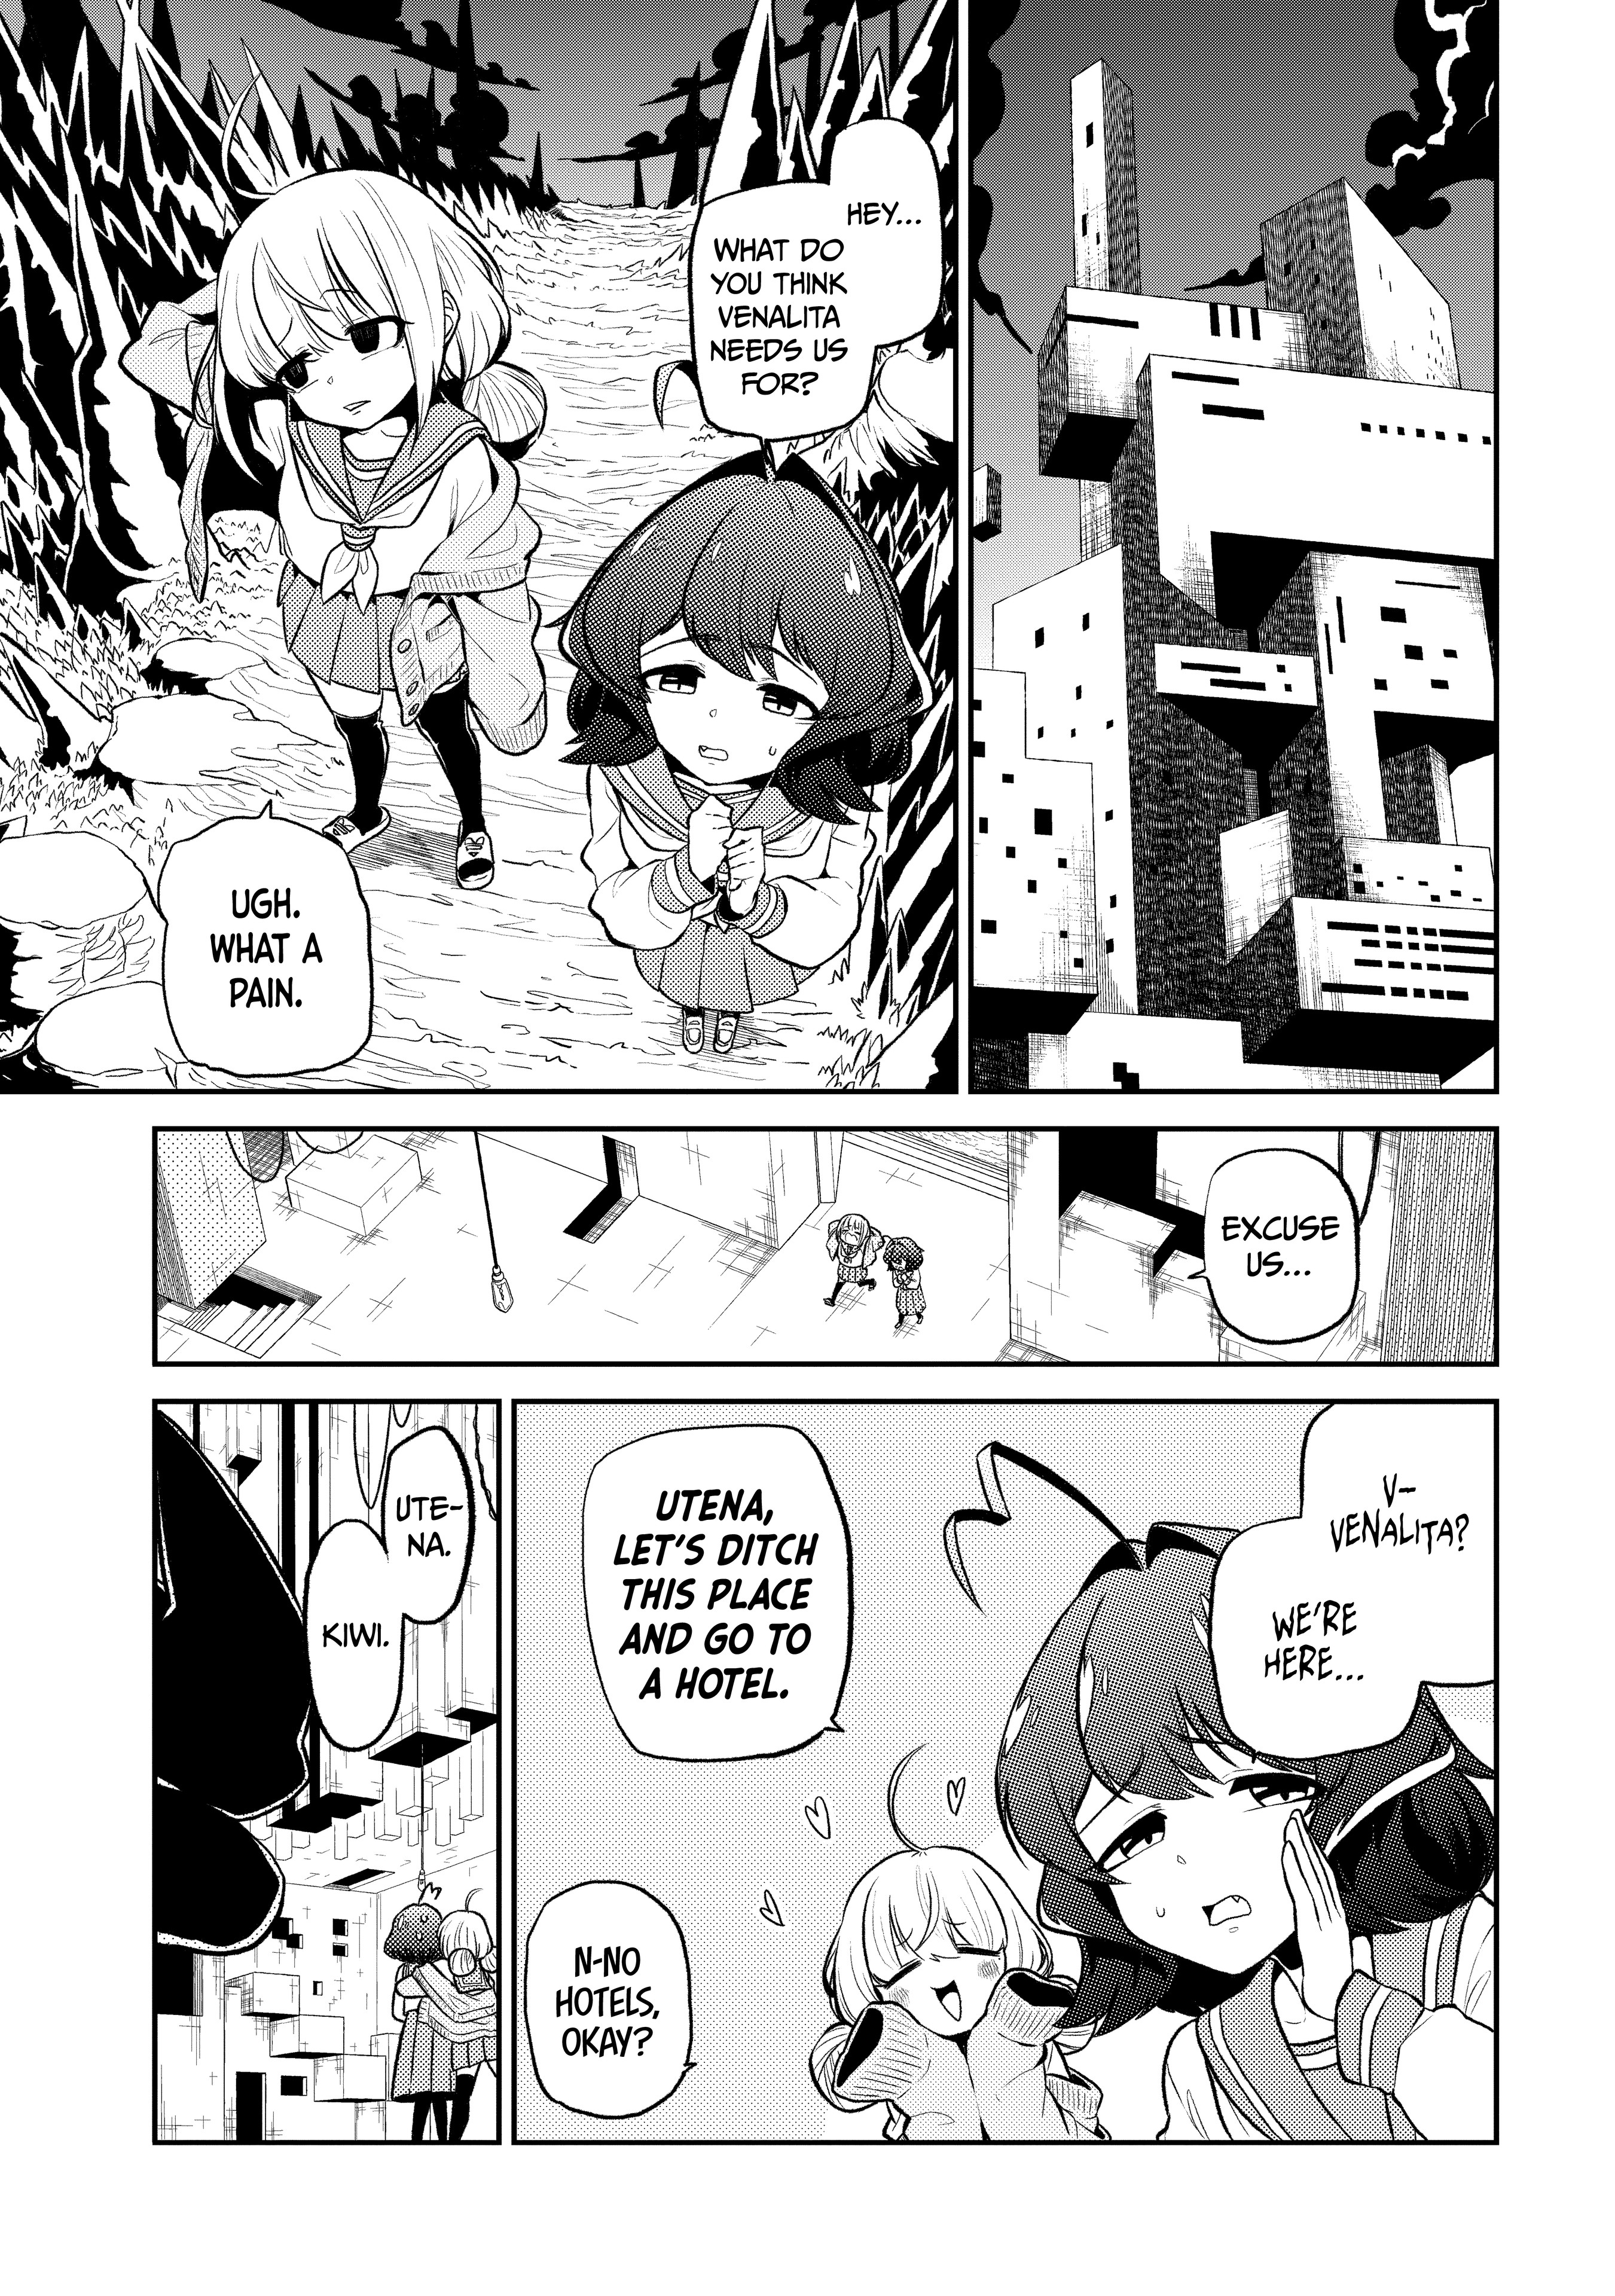 HEY...
WHAT DO
YOU THINK
VENALITA
NEEDS US
FOR?
UGH.
WHAT A
PAIN.
EXCUSE
US...
V-
VENALITA?
WE'RE
HERE...
UTENA,
LET'S DITCH
THIS PLACE
AND GO TO
A HOTEL.
N-NO
HOTELS,
OKAY?
UTE-
NA.
KIWI.